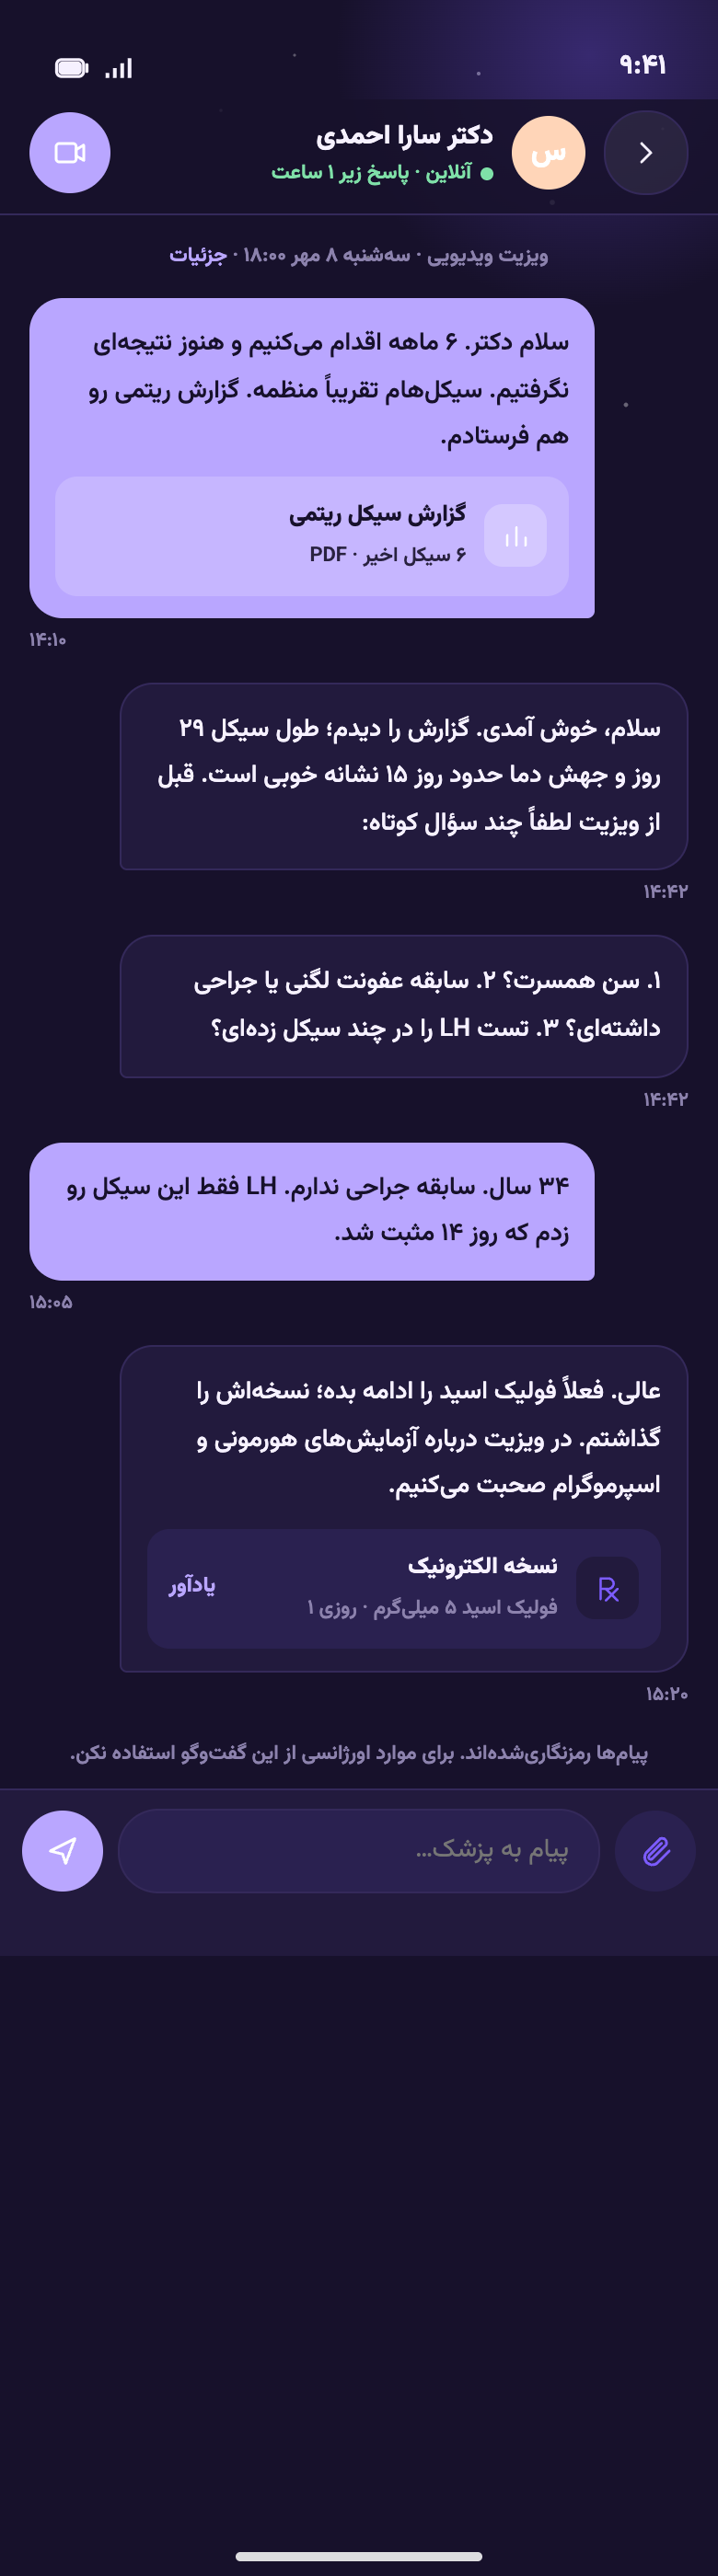 ۹:۴۱
دکتر سارا احمدی
س
آنلاین · پاسخ زیر ۱ ساعت
ویزیت ویدیویی · سه‌شنبه ۸ مهر ۱۸:۰۰ · جزئیات
سلام دکتر. ۶ ماهه اقدام می‌کنیم و هنوز نتیجه‌ای
نگرفتیم. سیکل‌هام تقریباً منظمه. گزارش ریتمی رو
هم فرستادم.
گزارش سیکل ریتمی
۶ سیکل اخیر · PDF
۱۴:۱۰
سلام، خوش آمدی. گزارش را دیدم؛ طول سیکل ۲۹
روز و جهش دما حدود روز ۱۵ نشانه خوبی است. قبل
از ویزیت لطفاً چند سؤال کوتاه:
۱۴:۴۲
۱. سن همسرت؟ ۲. سابقه عفونت لگنی یا جراحی
داشته‌ای؟ ۳. تست LH را در چند سیکل زده‌ای؟
۱۴:۴۲
۳۴ سال. سابقه جراحی ندارم. LH فقط این سیکل رو
زدم که روز ۱۴ مثبت شد.
۱۵:۰۵
عالی. فعلاً فولیک اسید را ادامه بده؛ نسخه‌اش را
گذاشتم. در ویزیت درباره آزمایش‌های هورمونی و
اسپرموگرام صحبت می‌کنیم.
نسخه الکترونیک
فولیک اسید ۵ میلی‌گرم · روزی ۱
یادآور
۱۵:۲۰
پیام‌ها رمزنگاری‌شده‌اند. برای موارد اورژانسی از این گفت‌وگو استفاده نکن.
پیام به پزشک…